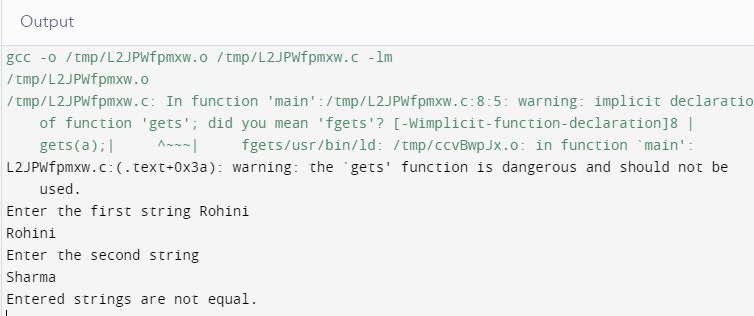 Output
gcc -o /tmp/L2JPWfpmxw.o /tmp/L2JPWfpmxw.c -lm
/tmp/L2JPWfpmxw.o
/tmp/L2JPWfpmxw.c: In function 'main':/tmp/L2JPWfpmxw.c:8:5: warning: implicit declaratio
of function 'gets'; did you mean 'fgets'? [-Wimplicit-function-declaration]8 |
gets(a);|     ^~~~|     fgets/usr/bin/ld: /tmp/ccvBwpJx.o: in function `main':
L2JPWfpmxw.c:(.text+0x3a): warning: the `gets' function is dangerous and should not be
used.
Enter the first string Rohini
Rohini
Enter the second string
Sharma
Entered strings are not equal.